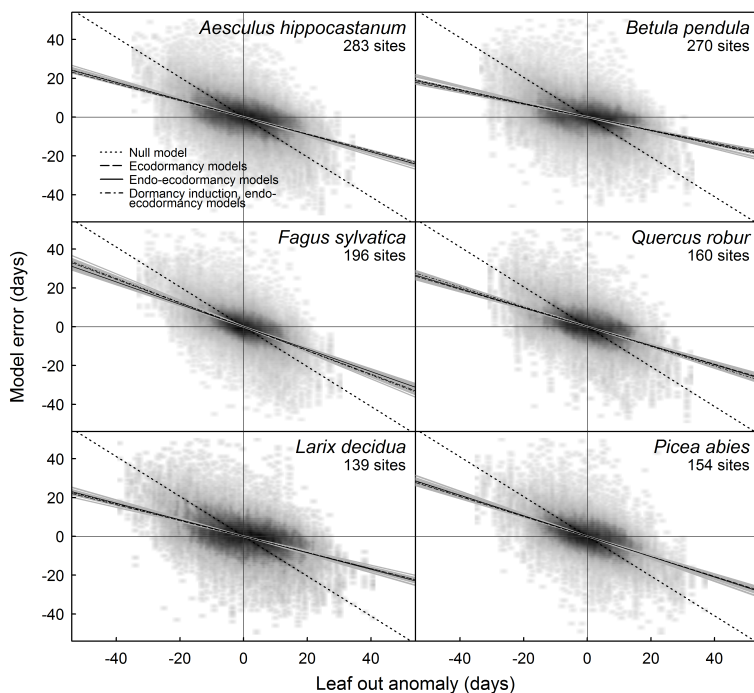 Aesculus hippocastanum
283 sites
Betula pendula
270 sites
40
20
0
-20
-40
Null model
Ecodormancy models
Endo-ecodormancy models
Dormancy induction, endo-
ecodormancy models
Fagus sylvatica
196 sites
Quercus robur
160 sites
40
20
0
-20
-40
Model error (days)
Larix decidua
139 sites
Picea abies
154 sites
40
20
0
-20
-40
-40 -20 0 20 40 -40 -20 0 20 40
Leaf out anomaly (days)